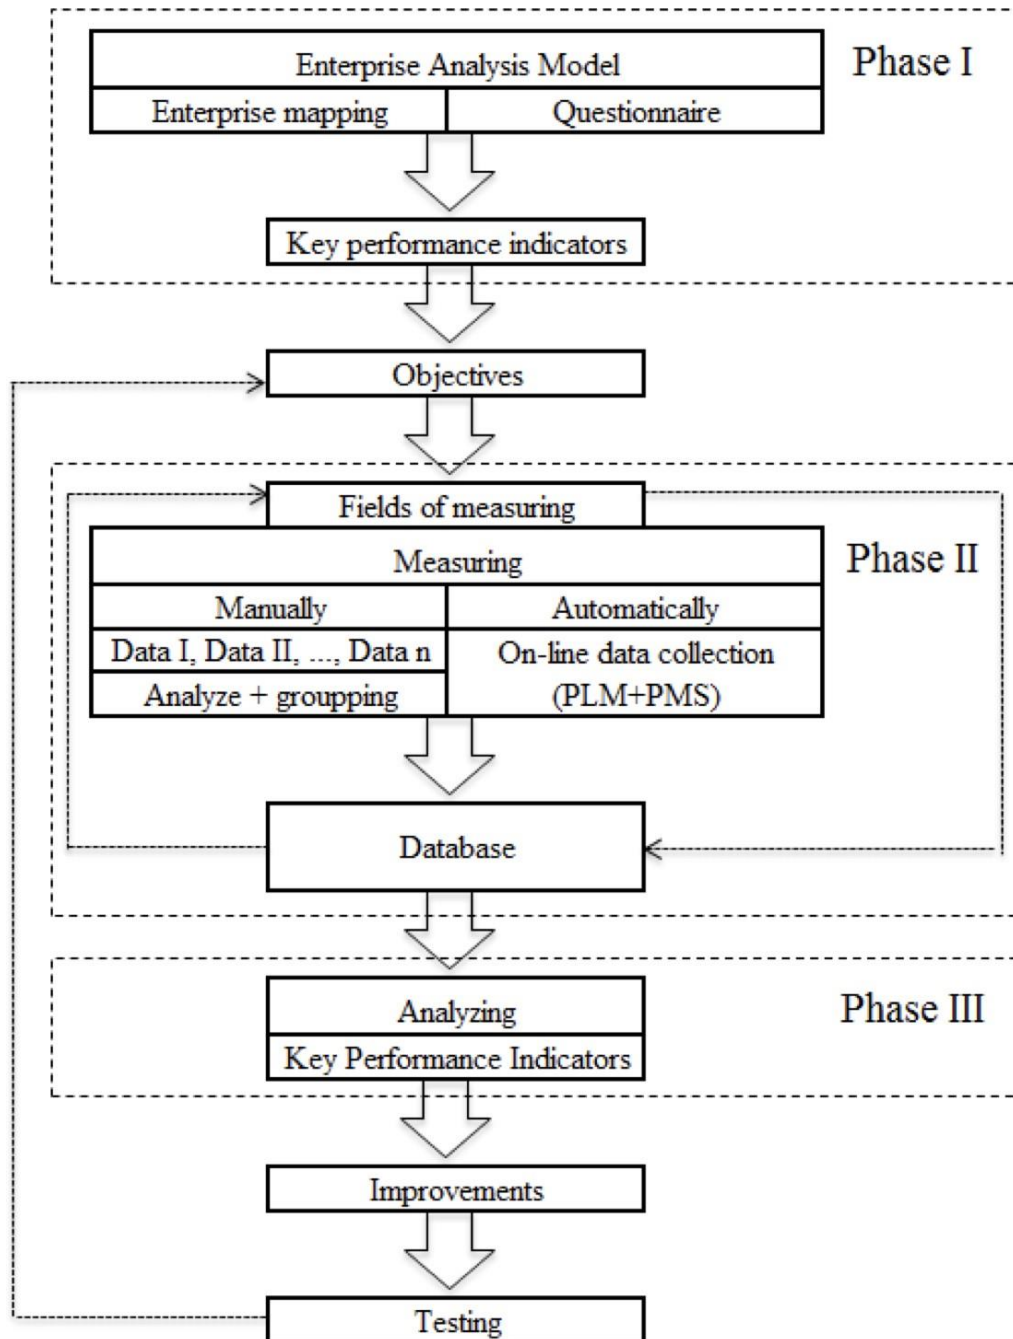 Phase I
Enterprise Analysis Model
Enterprise mapping
Questionnaire
Key performance indicators
Objectives
Fields of measuring
Phase II
Measuring
Manually
Automatically
Data I, Data II, ..., Data n
On-line data collection
(PLM+PMS)
Analyze + groupping
Database
Phase III
Analyzing
Key Performance Indicators
Improvements
Testing